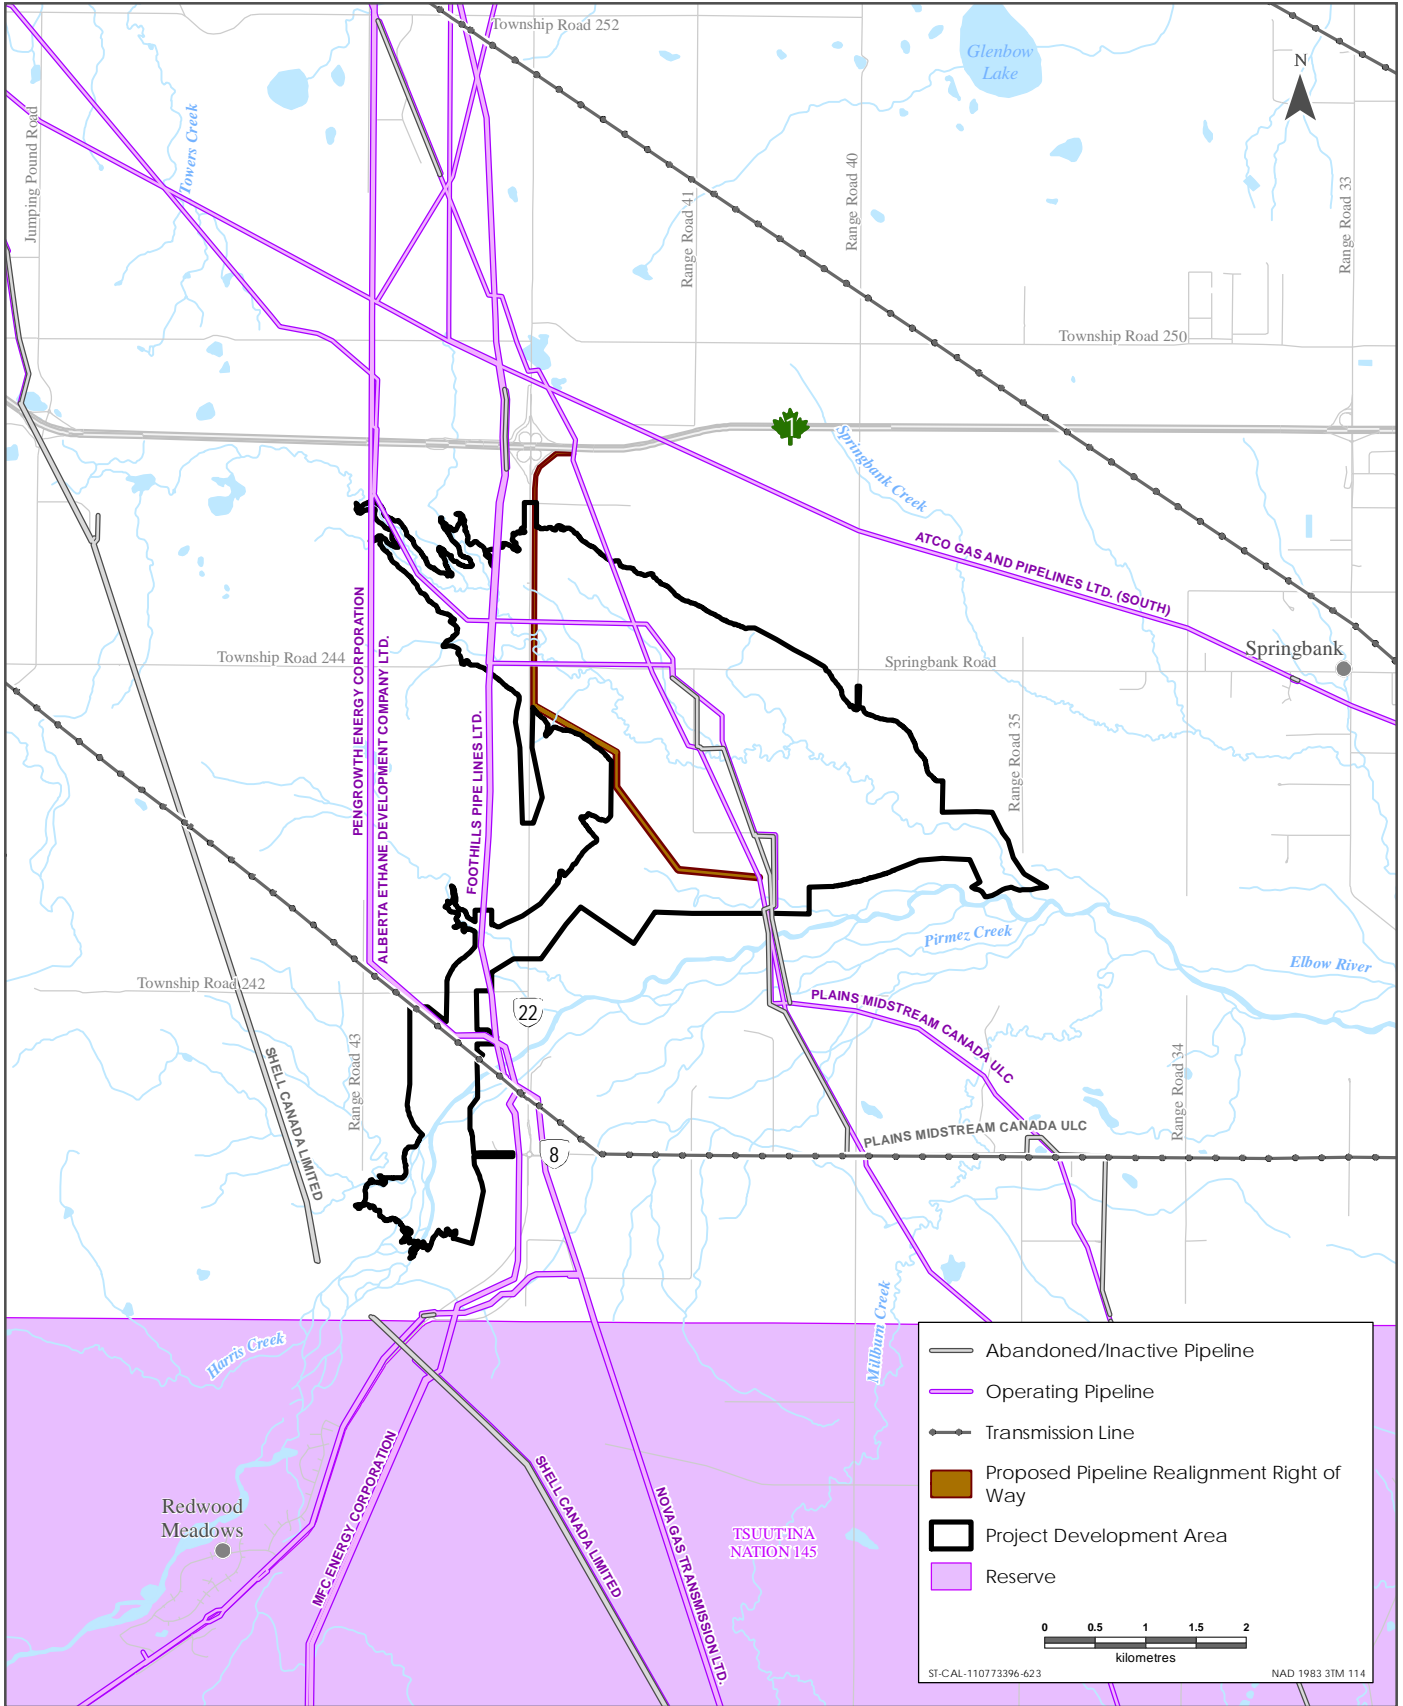 Township Road 252
Glenbow
Lake
N
Jumping Pound Road
Towers Creek
Range Road 41
Range Road 40
Range Road 33
Township Road 250
1
Springbank Creek
ATCO GAS AND PIPELINES LTD. (SOUTH)
PENGROWTH ENERGY CORPORATION
ALBERTA ETHANE DEVELOPMENT COMPANY LTD.
FOOTHILLS PIPE LINES LTD.
Township Road 244
Springbank Road
Springbank
Range Road 35
Pirmez Creek
Elbow River
Township Road 242
22
PLAINS MIDSTREAM CANADA ULC
SHELL CANADA LIMITED
Range Road 43
Range Road 34
PLAINS MIDSTREAM CANADA ULC
8
Harris Creek
Millburn Creek
MFC ENERGY CORPORATION
SHELL CANADA LIMITED
NOVA GAS TRANSMISSION LTD.
Redwood
Meadows
TSUUT'INA
NATION 145
Abandoned/Inactive Pipeline
Operating Pipeline
Transmission Line
Proposed Pipeline Realignment Right of
Way
Project Development Area
Reserve
0 0.5 1 1.5 2
kilometres
ST-CAL-110773396-623
NAD 1983 3TM 114